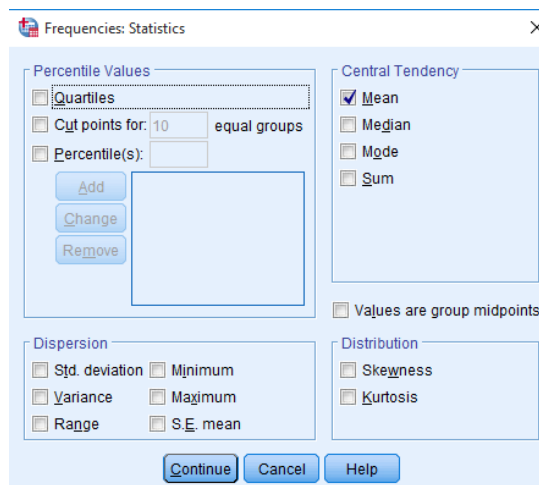 Frequencies: Statistics
Percentile Values
Quartiles
Cut points for: 10 equal groups
Percentile(s):
Add
Change
Remove
Central Tendency
Mean
Median
Mode
Sum
Values are group midpoints
Dispersion
Std. deviation Minimum
Variance Maximum
Range S.E. mean
Distribution
Skewness
Kurtosis
Continue Cancel Help